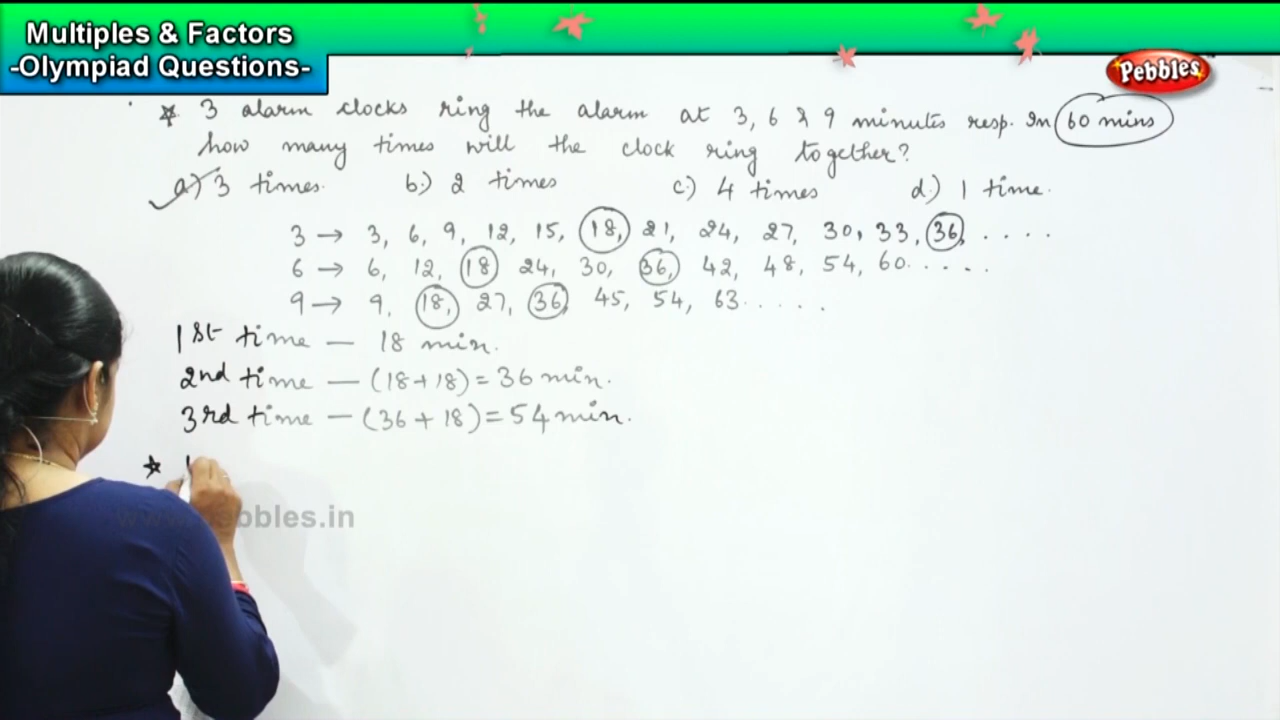 Multiples & Factors
-Olympiad Questions-
Pebbles
☆ 3 alarm clocks ring the alarm at 3, 6 & 9 minutes resp. In 60 mins
how many times will the clock ring together?
a.) 3 times. b.) 2 times c.) 4 times d.) 1 time.
3 → 3, 6, 9, 12, 15, 18, 21, 24, 27, 30, 33, 36, ....
6 → 6, 12, 18 24, 30, 36, 42, 48, 54, 60.....
9 → 9, 18, 27, 36, 45, 54, 63.....
1st time — 18 min.
2nd time — (18+18) = 36 min.
3rd time — (36 + 18) = 54 min.
☆
bbles.in